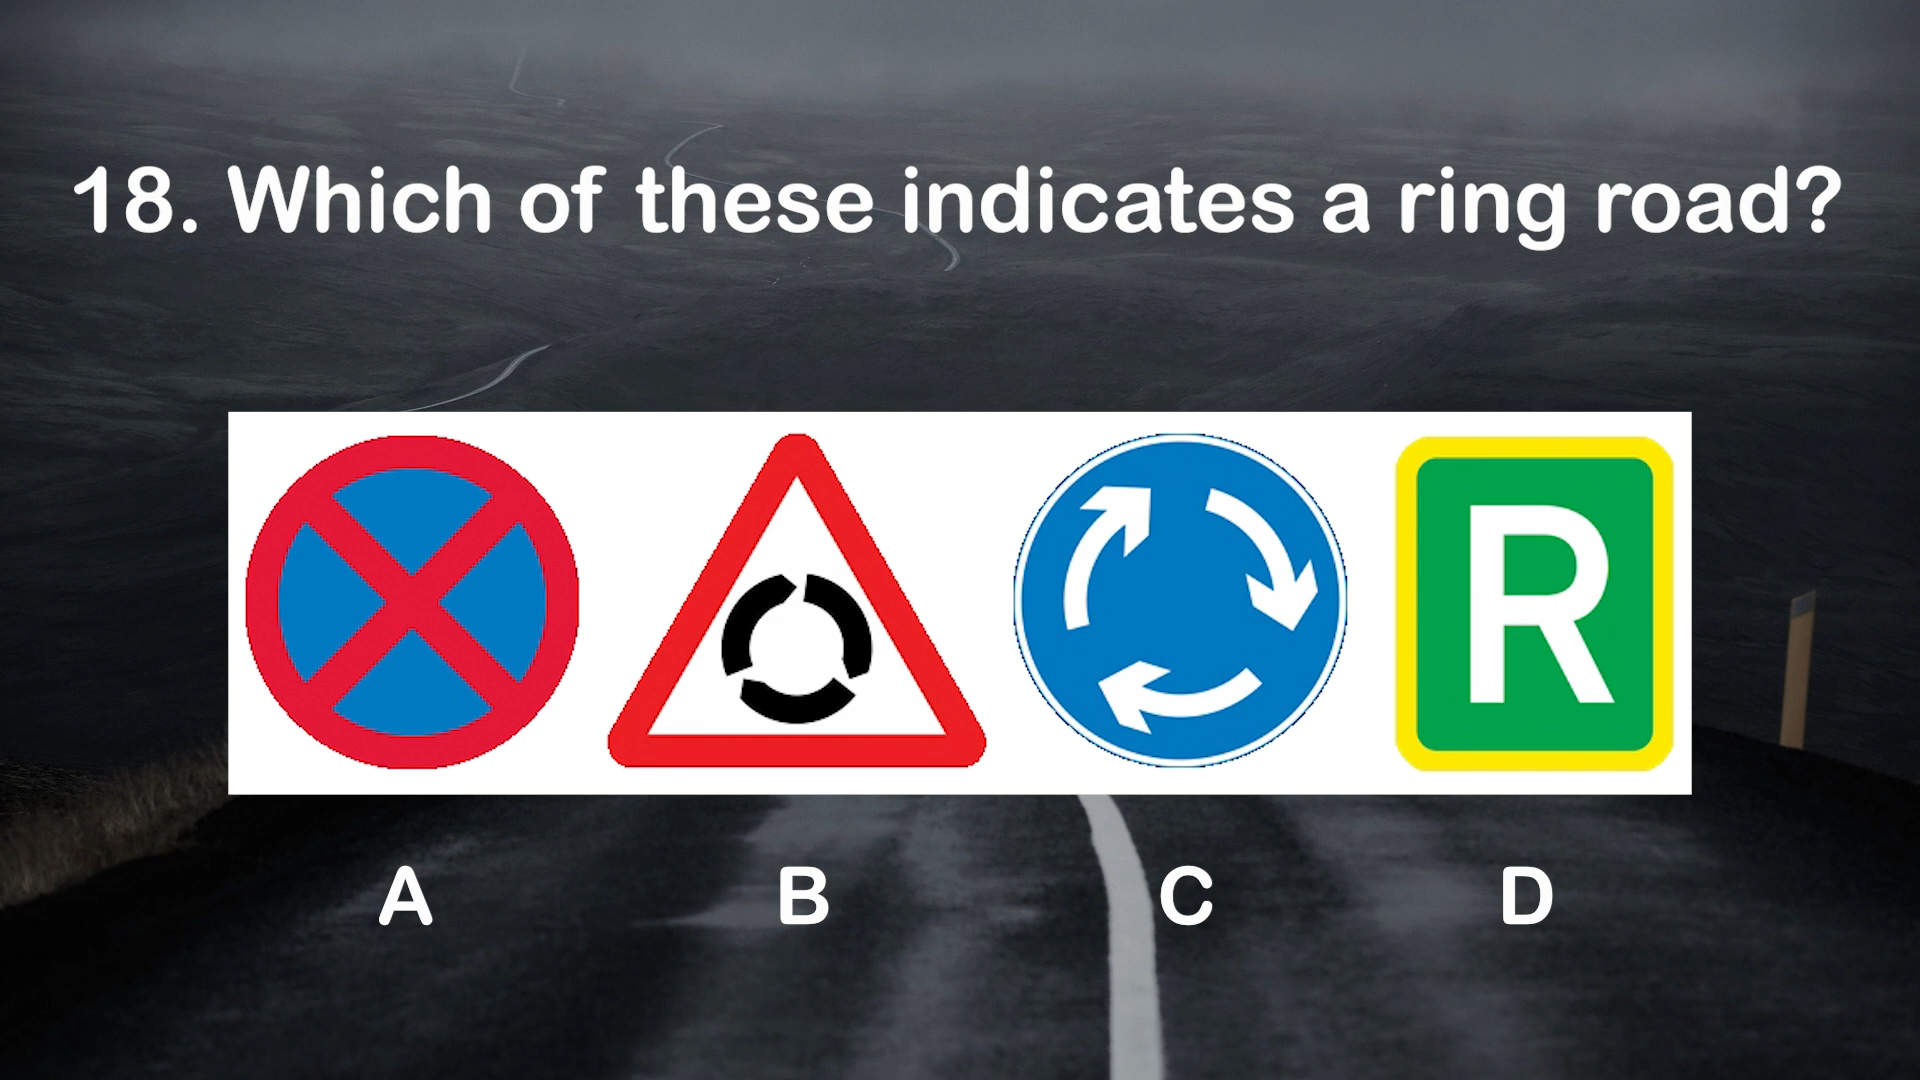 18. Which of these indicates a ring road?
R
A B C D